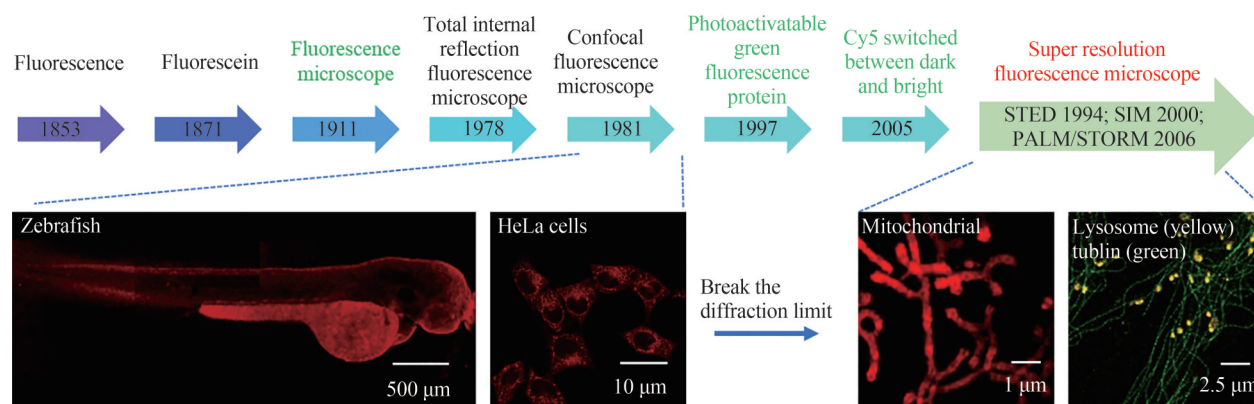 Fluorescence
1853
Fluorescein
1871
Fluorescence
microscope
1911
Total internal
reflection
fluorescence
microscope
1978
Confocal
fluorescence
microscope
1981
Photoactivatable
green
fluorescence
protein
1997
Cy5 switched
between dark
and bright
2005
Super resolution
fluorescence microscope
STED 1994; SIM 2000;
PALM/STORM 2006
Zebrafish
500 μm
HeLa cells
10 μm
Break the
diffraction limit
Mitochondrial
1 μm
Lysosome (yellow)
tublin (green)
2.5 μm